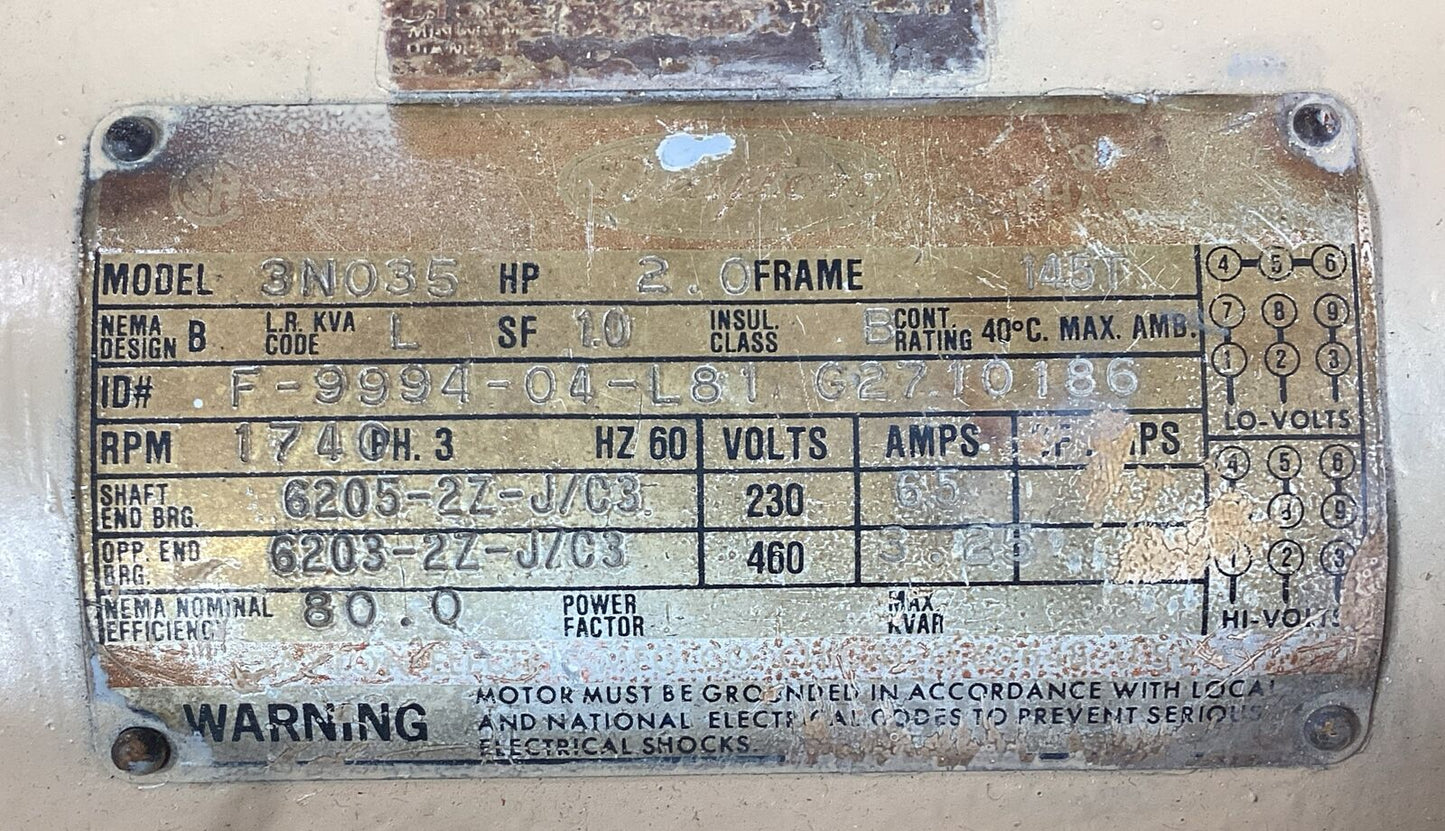 MODEL 3N035 HP 2.0 FRAME 145T
NEMA DESIGN B L.R. KVA CODE L SF 1.0 INSUL. CLASS B CONT. RATING 40°C. MAX. AMB.
ID# F-9994-04-L81 G27.10186
RPM 1740 PH. 3 HZ 60 VOLTS AMPS
SHAFT END BRG. 6205-2Z-J/C3 230 6.5
OPP. END BRG. 6203-2Z-J/C3 460 3.25
NEMA NOMINAL EFFICIENCY 80.0 POWER FACTOR MAX. KVAR
4 5 6
7 8 9
1 2 3
LO-VOLTS
4 5 6
8 9
1 2 3
HI-VOLTS
WARNING
MOTOR MUST BE GROUNDED IN ACCORDANCE WITH LOCAL
AND NATIONAL ELECTRICAL CODES TO PREVENT SERIOUS
ELECTRICAL SHOCKS.